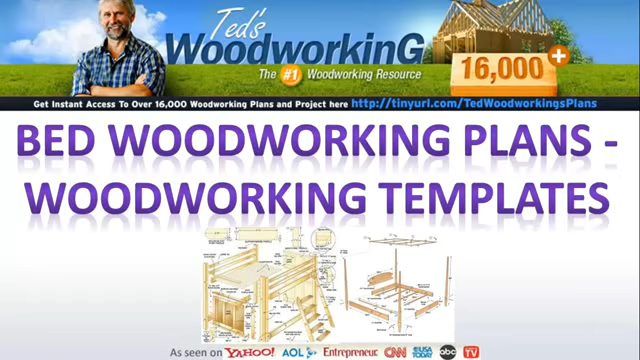 Ted's
WoodworkinG
The #1 Woodworking Resource
16,000+
Get Instant Access To Over 16,000 Woodworking Plans and Project here http://tinyurl.com/TedWoodworkingsPlans
BED WOODWORKING PLANS -
WOODWORKING TEMPLATES
As seen on YAHOO! AOL Entrepreneur CNN USA TODAY abc TV